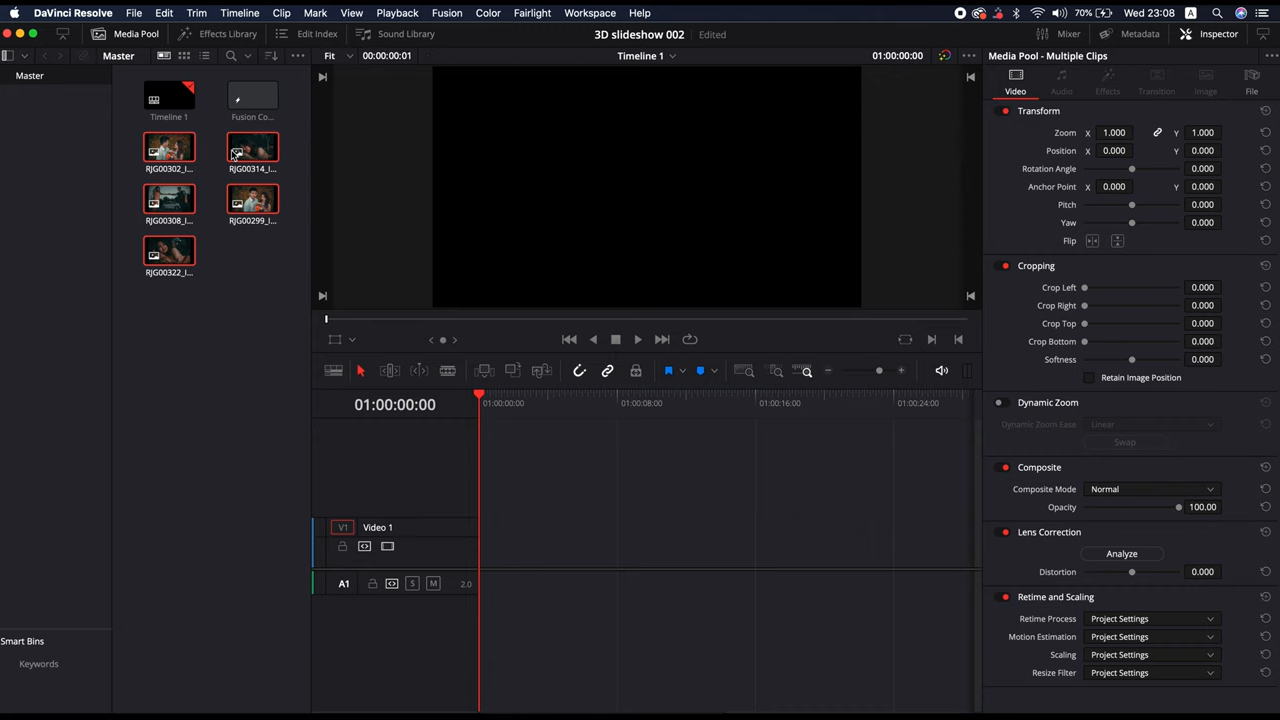 DaVinci Resolve File Edit Trim Timeline Clip Mark View Playback Fusion Color Fairlight Workspace Help 70% Wed 23:08 A
Media Pool Effects Library Edit Index Sound Library 3D slideshow 002 Edited Mixer Metadata Inspector
Master Fit 00:00:00:01 Timeline 1 01:00:00:00 Media Pool - Multiple Clips
Master
Video Audio Effects Transition Image File
Timeline 1 Fusion Co...
RJG00302_I... RJG00314_I...
RJG00308_I... RJG00299_I...
RJG00322_I...
Transform
Zoom X 1.000 Y 1.000
Position X 0.000 Y 0.000
Rotation Angle 0.000
Anchor Point X 0.000 Y 0.000
Pitch 0.000
Yaw 0.000
Flip
Cropping
Crop Left 0.000
Crop Right 0.000
Crop Top 0.000
Crop Bottom 0.000
Softness 0.000
Retain Image Position
Dynamic Zoom
Dynamic Zoom Ease Linear
Swap
Composite
Composite Mode Normal
Opacity 100.00
Lens Correction
Analyze
Distortion 0.000
Retime and Scaling
Retime Process Project Settings
Motion Estimation Project Settings
Scaling Project Settings
Resize Filter Project Settings
01:00:00:00 01:00:00:00 01:00:08:00 01:00:16:00 01:00:24:00
V1 Video 1
A1 S M 2.0
Smart Bins
Keywords